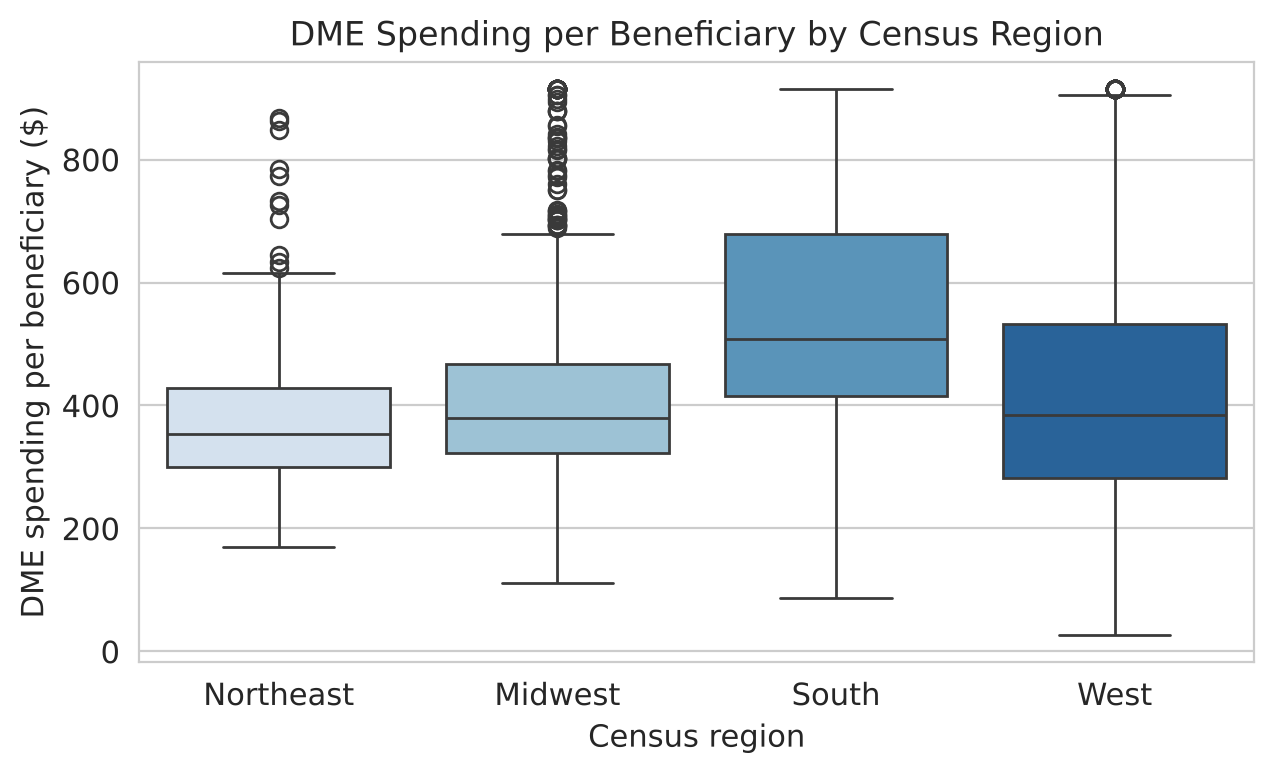 DME Spending per Beneficiary by Census Region
DME spending per beneficiary ($)
800
600
400
200
0
Northeast Midwest South West
Census region